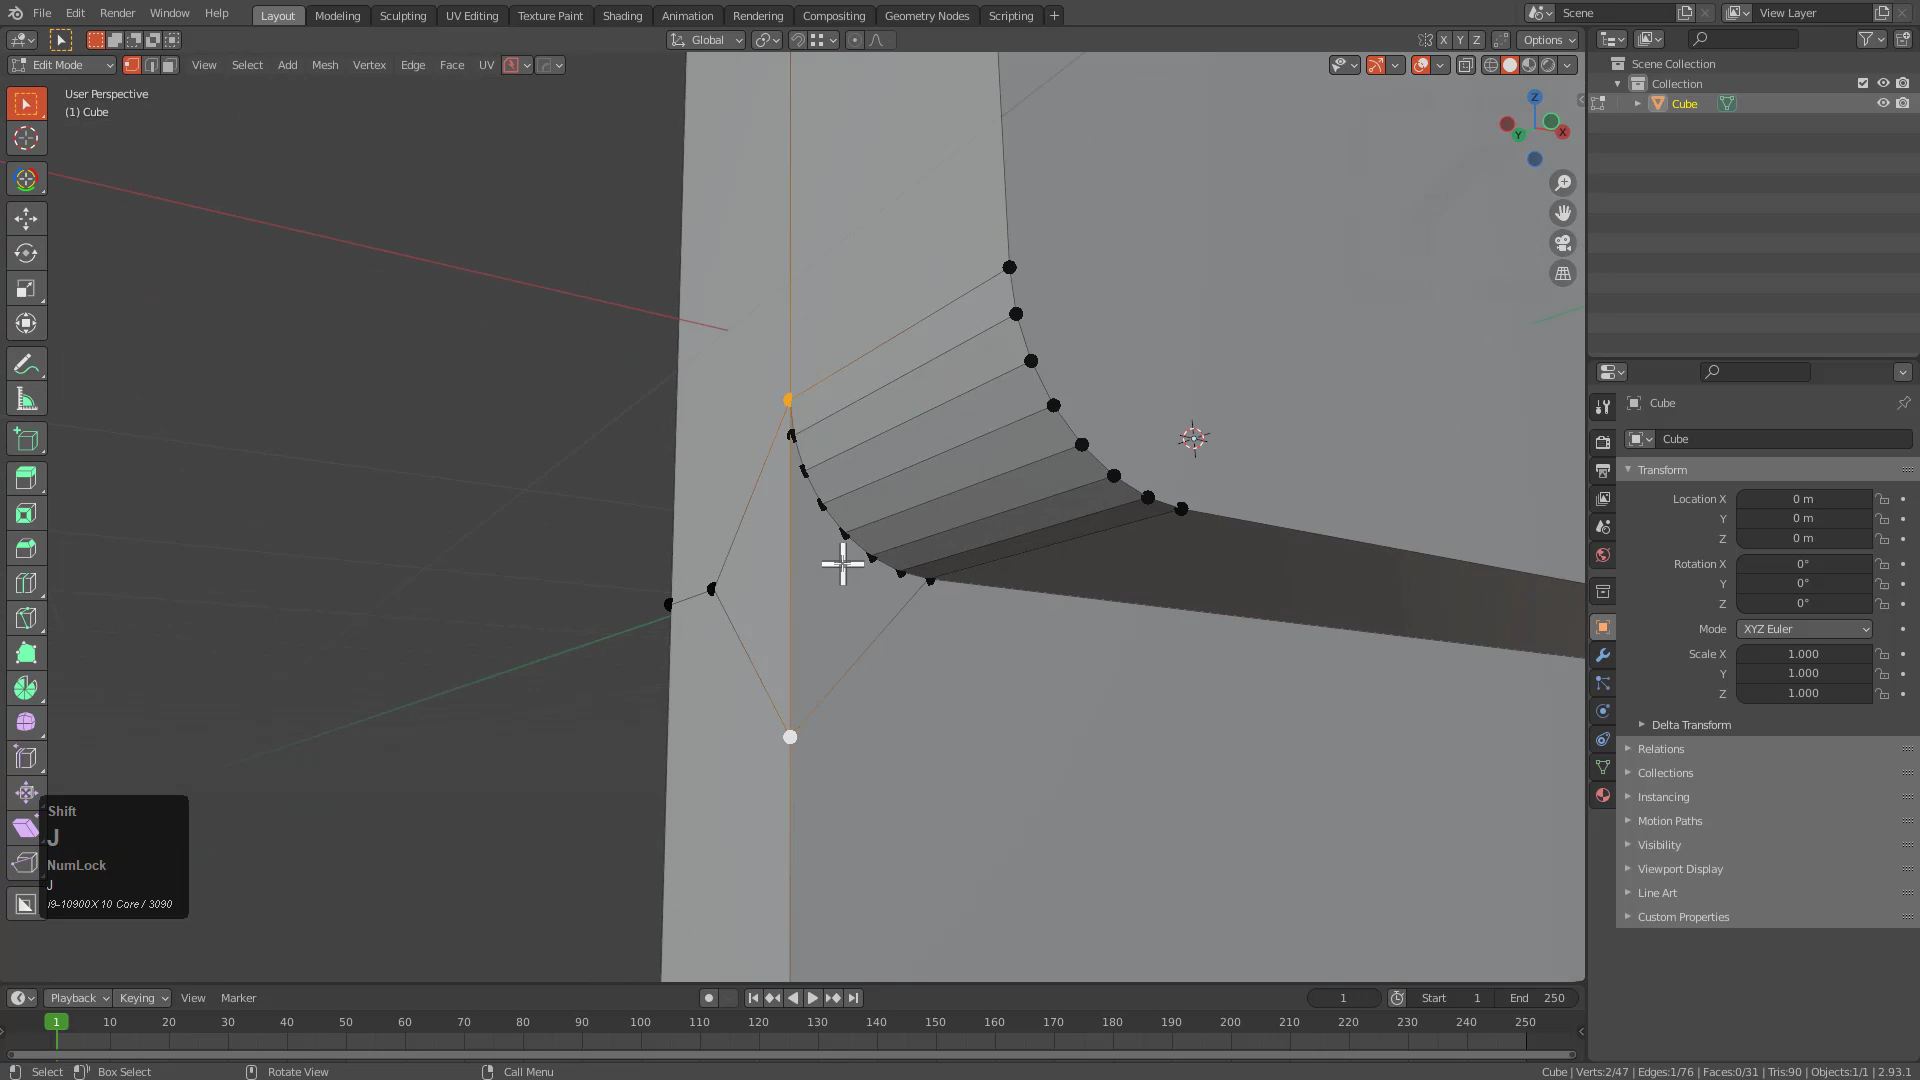 File Edit Render Window Help Layout Modeling Sculpting UV Editing Texture Paint Shading Animation Rendering Compositing Geometry Nodes Scripting + Scene View Layer
Global X Y Z Options
Edit Mode View Select Add Mesh Vertex Edge Face UV
Scene Collection
Collection
Cube
User Perspective
(1) Cube
Z
X
Y
Cube
Cube
Transform
Location X 0 m
Y 0 m
Z 0 m
Rotation X 0°
Y 0°
Z 0°
Mode XYZ Euler
Scale X 1.000
Y 1.000
Z 1.000
Delta Transform
Relations
Collections
Instancing
Motion Paths
Visibility
Viewport Display
Line Art
Custom Properties
Shift
J
NumLock
J
i9-10900X 10 Core / 3090
Playback Keying View Marker 1 Start 1 End 250
1 10 20 30 40 50 60 70 80 90 100 110 120 130 140 150 160 170 180 190 200 210 220 230 240 250
Select Box Select Rotate View Call Menu Cube | Verts:2/47 | Edges:1/76 | Faces:0/31 | Tris:90 | Objects:1/1 | 2.93.1